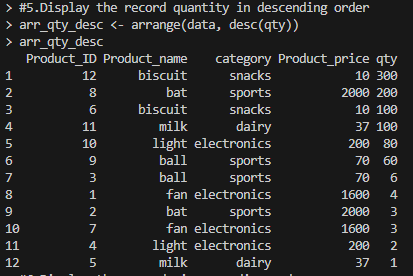 > #5.Display the record quantity in descending order
> arr_qty_desc <- arrange(data, desc(qty))
> arr_qty_desc
   Product_ID Product_name    category Product_price qty
1          12      biscuit      snacks            10 300
2           8          bat      sports          2000 200
3           6      biscuit      snacks            10 100
4          11         milk       dairy            37 100
5          10        light electronics           200  80
6           9         ball      sports            70  60
7           3         ball      sports            70   6
8           1          fan electronics          1600   4
9           2          bat      sports          2000   3
10          7          fan electronics          1600   3
11          4        light electronics           200   2
12          5         milk       dairy            37   1